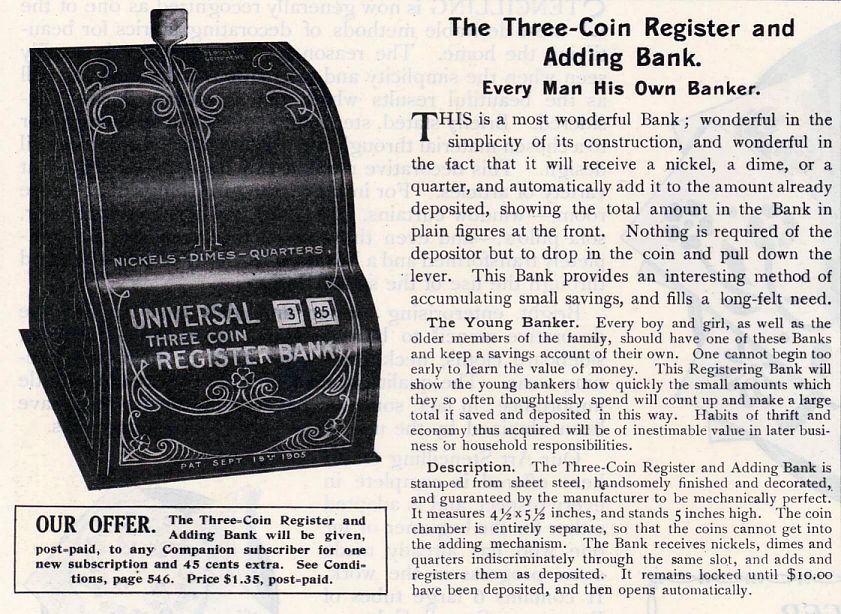 NICKELS-DIMES-QUARTERS.
UNIVERSAL 3 85
THREE COIN
REGISTER BANK
PAT. SEPT 19TH 1905
The Three-Coin Register and
Adding Bank.
Every Man His Own Banker.
THIS is a most wonderful Bank; wonderful in the
simplicity of its construction, and wonderful in
the fact that it will receive a nickel, a dime, or a
quarter, and automatically add it to the amount already
deposited, showing the total amount in the Bank in
plain figures at the front. Nothing is required of the
depositor but to drop in the coin and pull down the
lever. This Bank provides an interesting method of
accumulating small savings, and fills a long-felt need.
The Young Banker. Every boy and girl, as well as the
older members of the family, should have one of these Banks
and keep a savings account of their own. One cannot begin too
early to learn the value of money. This Registering Bank will
show the young bankers how quickly the small amounts which
they so often thoughtlessly spend will count up and make a large
total if saved and deposited in this way. Habits of thrift and
economy thus acquired will be of inestimable value in later busi-
ness or household responsibilities.
Description. The Three-Coin Register and Adding Bank is
stamped from sheet steel, handsomely finished and decorated,
and guaranteed by the manufacturer to be mechanically perfect.
It measures 4½x5½ inches, and stands 5 inches high. The coin
chamber is entirely separate, so that the coins cannot get into
the adding mechanism. The Bank receives nickels, dimes and
quarters indiscriminately through the same slot, and adds and
registers them as deposited. It remains locked until $10.00
have been deposited, and then opens automatically.
OUR OFFER. The Three-Coin Register and
Adding Bank will be given,
post-paid, to any Companion subscriber for one
new subscription and 45 cents extra. See Condi-
tions, page 546. Price $1.35, post-paid.